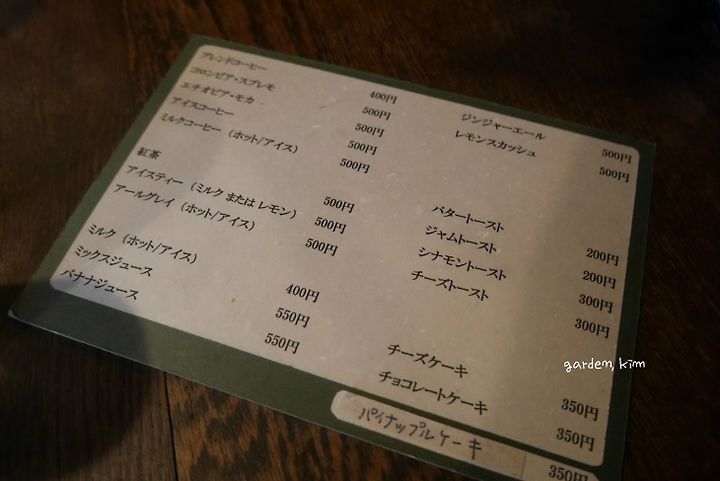 ブレンドコーヒー 400円
コロンビア・スプレモ 500円
エチオピア・モカ 500円
アイスコーヒー 500円
ミルクコーヒー (ホット/アイス) 500円
紅茶 500円
アイスティー (ミルク または レモン) 500円
アールグレイ (ホット/アイス) 500円
ミルク (ホット/アイス) 400円
ミックスジュース 550円
バナナジュース 550円
ジンジャーエール 500円
レモンスカッシュ 500円
バタートースト 200円
ジャムトースト 200円
シナモントースト 300円
チーズトースト 300円
チーズケーキ 350円
チョコレートケーキ 350円
パイナップルケーキ 350円
garden, kim